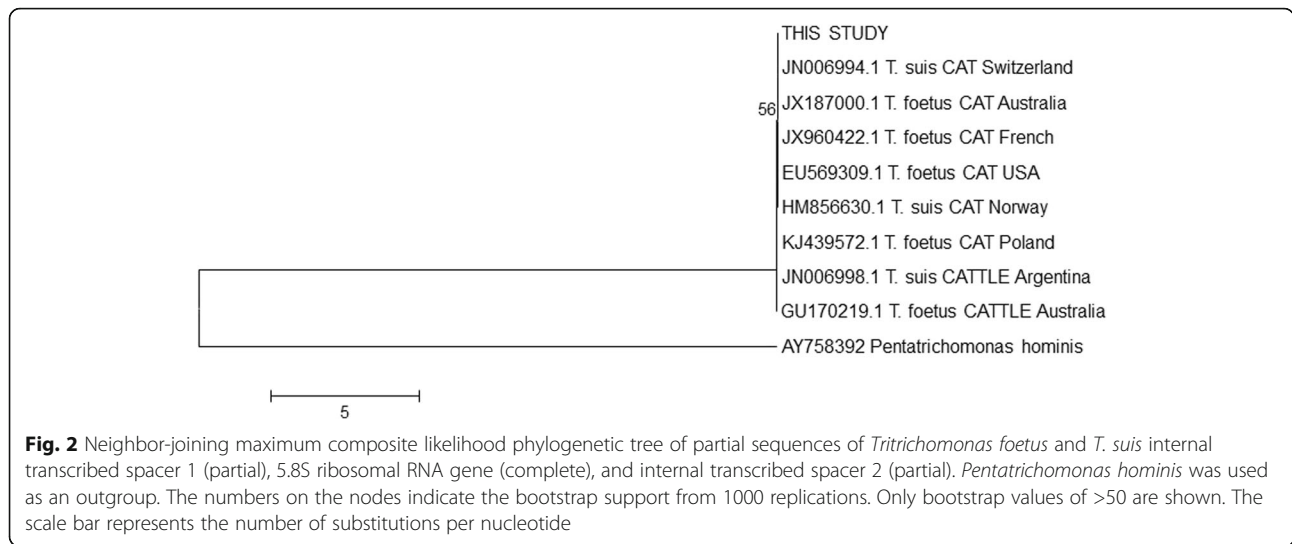 THIS STUDY
JN006994.1 T. suis CAT Switzerland
JX187000.1 T. foetus CAT Australia
56
JX960422.1 T. foetus CAT French
EU569309.1 T. foetus CAT USA
HM856630.1 T. suis CAT Norway
KJ439572.1 T. foetus CAT Poland
JN006998.1 T. suis CATTLE Argentina
GU170219.1 T. foetus CATTLE Australia
AY758392 Pentatrichomonas hominis
5
Fig. 2 Neighbor-joining maximum composite likelihood phylogenetic tree of partial sequences of Tritrichomonas foetus and T. suis internal
transcribed spacer 1 (partial), 5.8S ribosomal RNA gene (complete), and internal transcribed spacer 2 (partial). Pentatrichomonas hominis was used
as an outgroup. The numbers on the nodes indicate the bootstrap support from 1000 replications. Only bootstrap values of >50 are shown. The
scale bar represents the number of substitutions per nucleotide